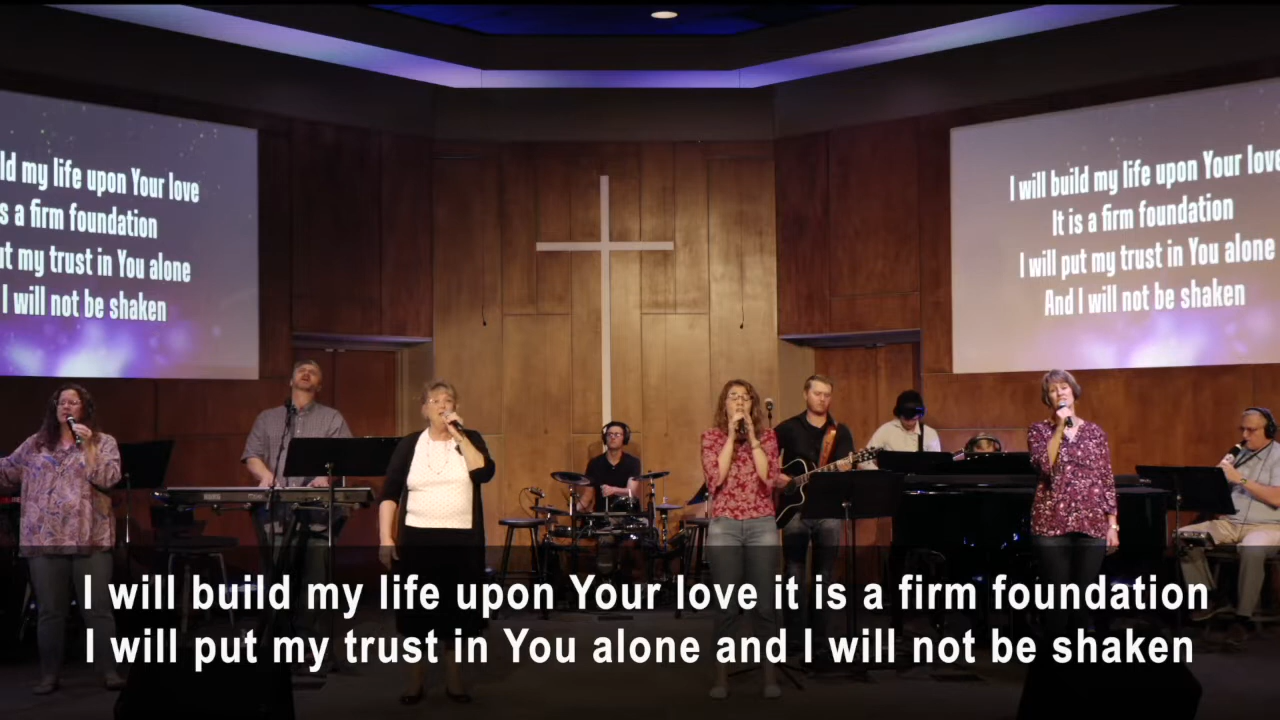 ld my life upon Your love
s a firm foundation
ut my trust in You alone
I will not be shaken
I will build my life upon Your love
It is a firm foundation
I will put my trust in You alone
And I will not be shaken
I will build my life upon Your love it is a firm foundation
I will put my trust in You alone and I will not be shaken